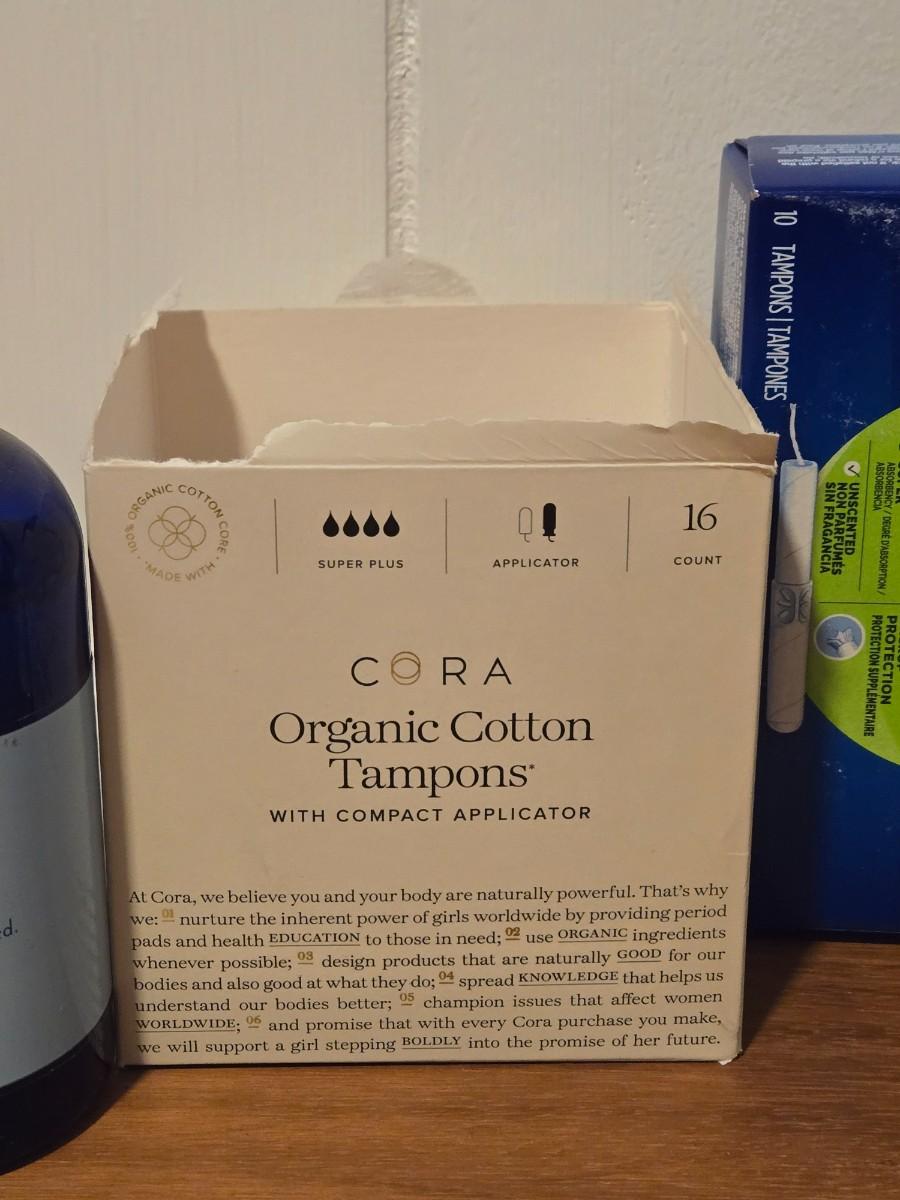 100% ORGANIC COTTON CORE
• MADE WITH •
SUPER PLUS
APPLICATOR
16
COUNT
CORA
Organic Cotton
Tampons*
WITH COMPACT APPLICATOR
At Cora, we believe you and your body are naturally powerful. That's why
we: 01 nurture the inherent power of girls worldwide by providing period
pads and health EDUCATION to those in need; 02 use ORGANIC ingredients
whenever possible; 03 design products that are naturally GOOD for our
bodies and also good at what they do; 04 spread KNOWLEDGE that helps us
understand our bodies better; 05 champion issues that affect women
WORLDWIDE; 06 and promise that with every Cora purchase you make,
we will support a girl stepping BOLDLY into the promise of her future.
10 TAMPONS | TAMPONES
ABSORBENCY / DEGRÉ D'ABSORPTION /
ABSORBENCIA
UNSCENTED
NON PARFUMÉS
SIN FRAGANCIA
PROTECTION
PROTECTION SUPPLÉMENTAIRE